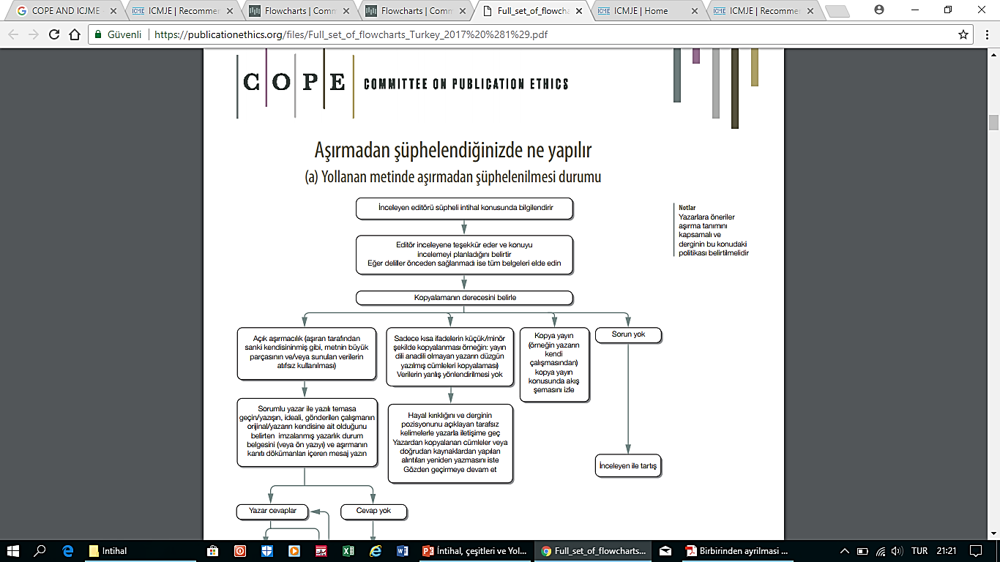 COPE AND ICJME -
ICMJE | Recommen
Flowcharts | Comm
Flowcharts | Comm
Full_set_of_flowcha
ICMJE | Home
ICMJE | Recommen
Güvenli
https://publicationethics.org/files/Full_set_of_flowcharts_Turkey_2017%20%281%29.pdf
COPE COMMITTEE ON PUBLICATION ETHICS
Aşırmadan şüphelendiğinizde ne yapılır
(a) Yollanan metinde aşırmadan şüphelenilmesi durumu
İnceleyen editörü süpheli intihal konusunda bilgilendirir
Notlar
Yazarlara öneriler
aşırma tanımını
kapsamalı ve
derginin bu konudaki
politikası belirtilmelidir
Editör inceleyene teşekkür eder ve konuyu
incelemeyi planladığını belirtir
Eğer deliller önceden sağlanmadı ise tüm belgeleri elde edin
Kopyalamanın derecesini belirle
Açık aşırmacılık (aşıran tarafından
sanki kendisininmiş gibi, metnin büyük
parçasının ve/veya sunulan verilerin
atıfsız kullanılması)
Sadece kısa ifadelerin küçük/minör
şekilde kopyalanması örneğin: yayın
dili anadili olmayan yazarın düzgün
yazılmış cümleleri kopyalaması)
Verilerin yanlış yönlendirilmesi yok
Kopya yayın
(örneğin yazarın
kendi
çalışmasından)
kopya yayın
konusunda akış
şemasını izle
Sorun yok
Sorumlu yazar ile yazılı temasa
geçin/yazışın, ideali, gönderilen çalışmanın
orijinal/yazarın kendisine ait olduğunu
belirten imzalanmış yazarlık durum
belgesini (veya ön yazıyı) ve aşırmanın
kanıtı dökümanları içeren mesaj yazın
Hayal kırıklığını ve derginin
pozisyonunu açıklayan tarafsız
kelimelerle yazarla iletişime geç
Yazardan kopyalanan cümleler veya
doğrudan kaynaklardan yapılan
alıntıları yeniden yazmasını iste
Gözden geçirmeye devam et
İnceleyen ile tartış
Yazar cevaplar
Cevap yok
Intihal
İntihal, çeşitleri ve Yol...
Full_set_of_flowcharts...
Birbirinden ayrilmasi ...
TUR
21:21